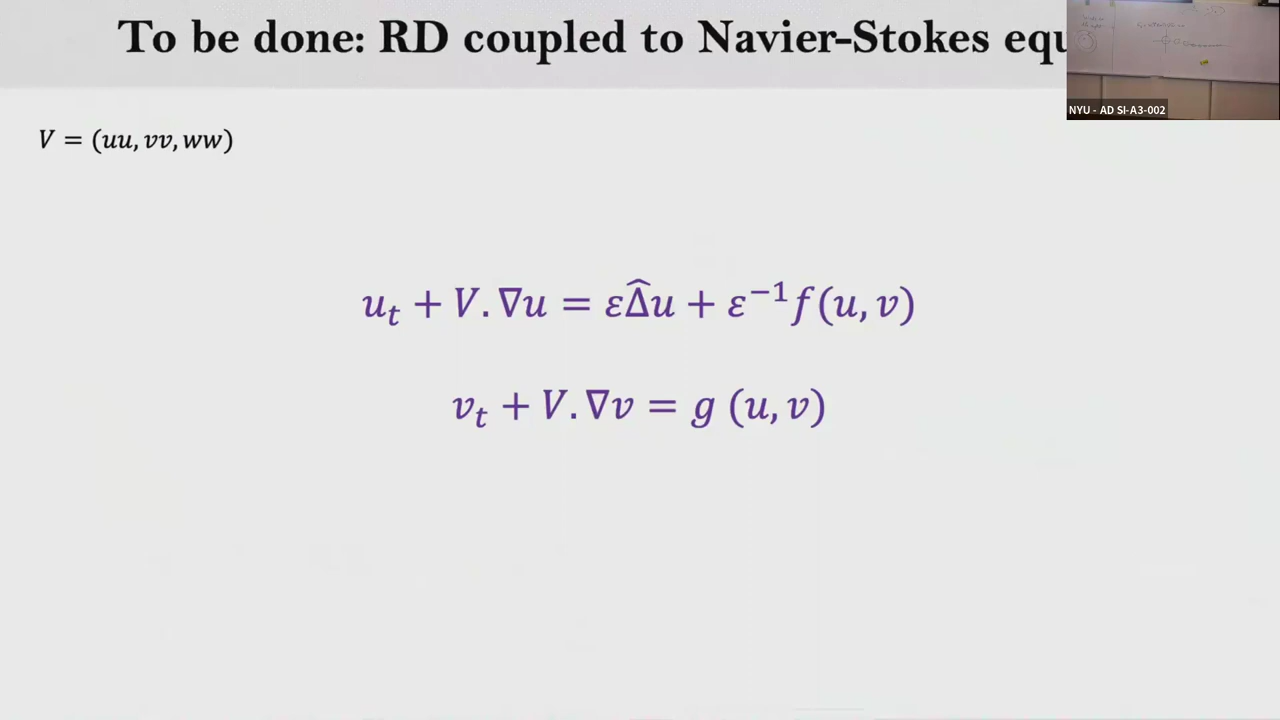 To be done: RD coupled to Navier-Stokes equ
NYU - AD SI-A3-002
V = (uu, vv, ww)
u_t + V.∇u = ε\hat{Δ}u + ε^{-1}f(u, v)
v_t + V.∇v = g (u, v)